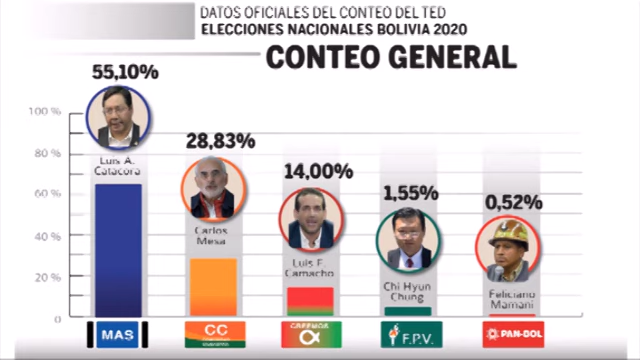 DATOS OFICIALES DEL CONTEO DEL TED
ELECCIONES NACIONALES BOLIVIA 2020
CONTEO GENERAL
55,10%
28,83%
14,00%
1,55%
0,52%
100 %
80 %
60 %
40 %
20 %
0
Luis A.
Catacora
Carlos
Mesa
Luis F.
Camacho
Chi Hyun
Chung
Feliciano
Mamani
MAS
CC
CREEMOS
F.P.V.
PAN-BOL